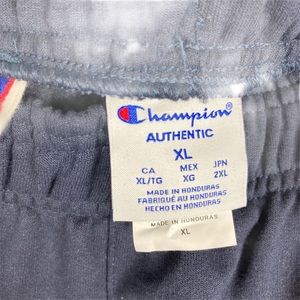 Champion
AUTHENTIC
XL
CA MEX JPN
XL/TG XG 2XL
MADE IN HONDURAS
FABRIQUÉ AU HONDURAS
HECHO EN HONDURAS
MADE IN HONDURAS
XL